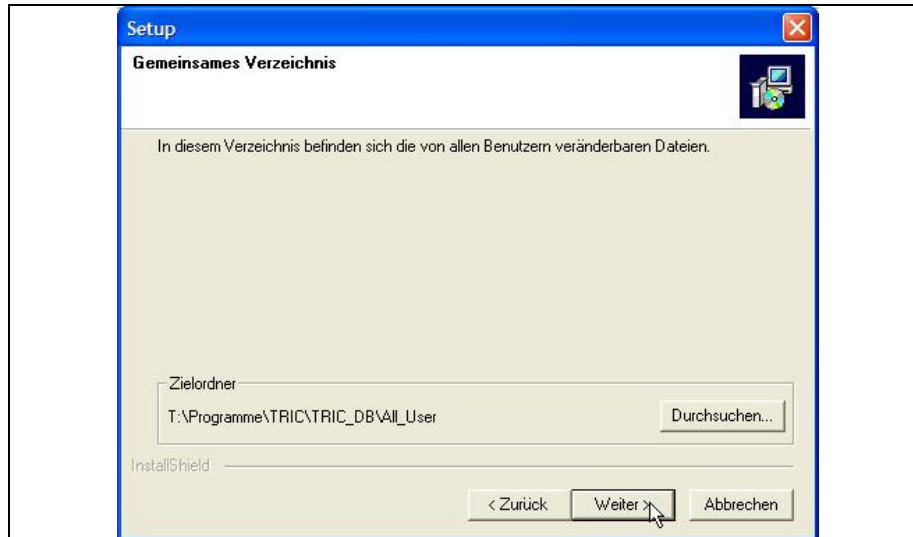 Setup
Gemeinsames Verzeichnis
In diesem Verzeichnis befinden sich die von allen Benutzern veränderbaren Dateien.
Zielordner
T:\Programme\TRIC\TRIC_DB\All_User
Durchsuchen...
InstallShield
< Zurück
Weiter >
Abbrechen